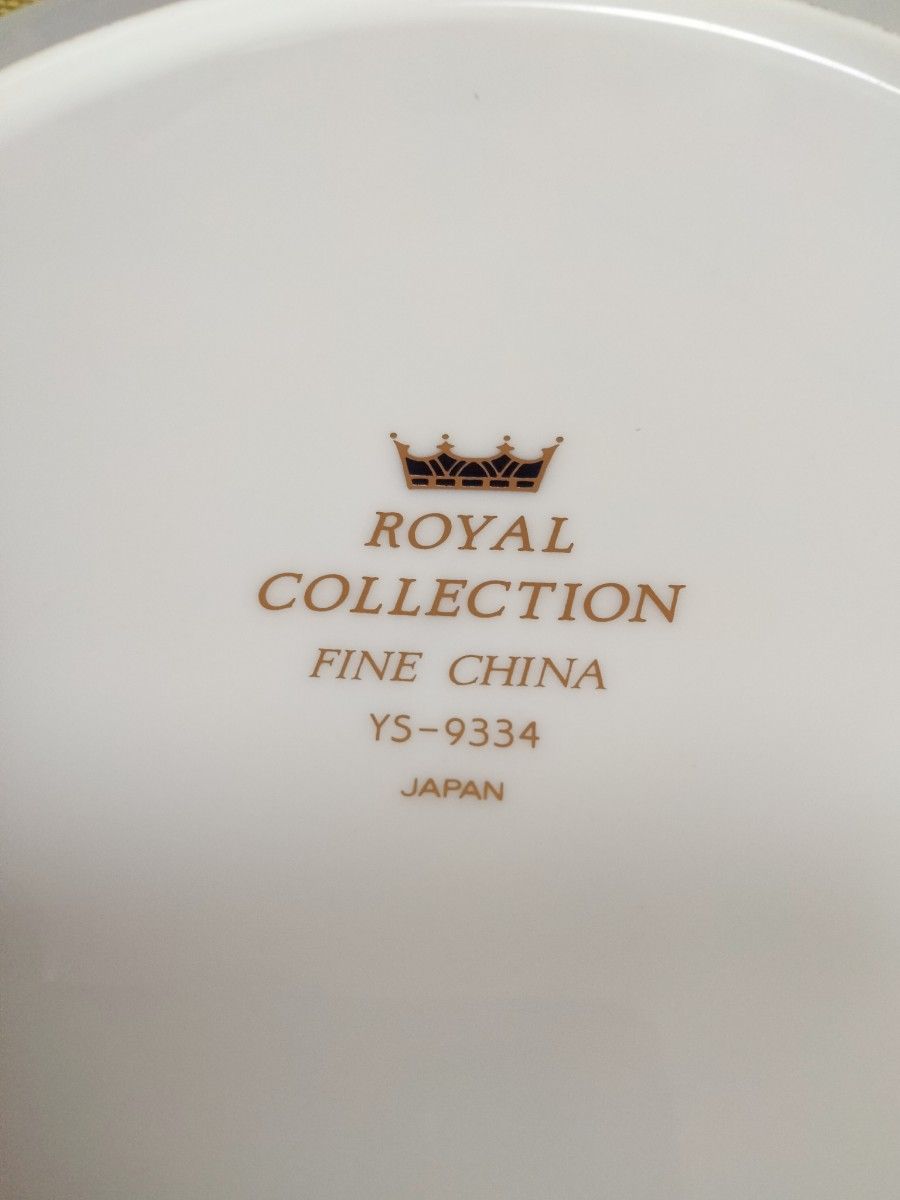 ROYAL
COLLECTION
FINE CHINA
YS-9334
JAPAN